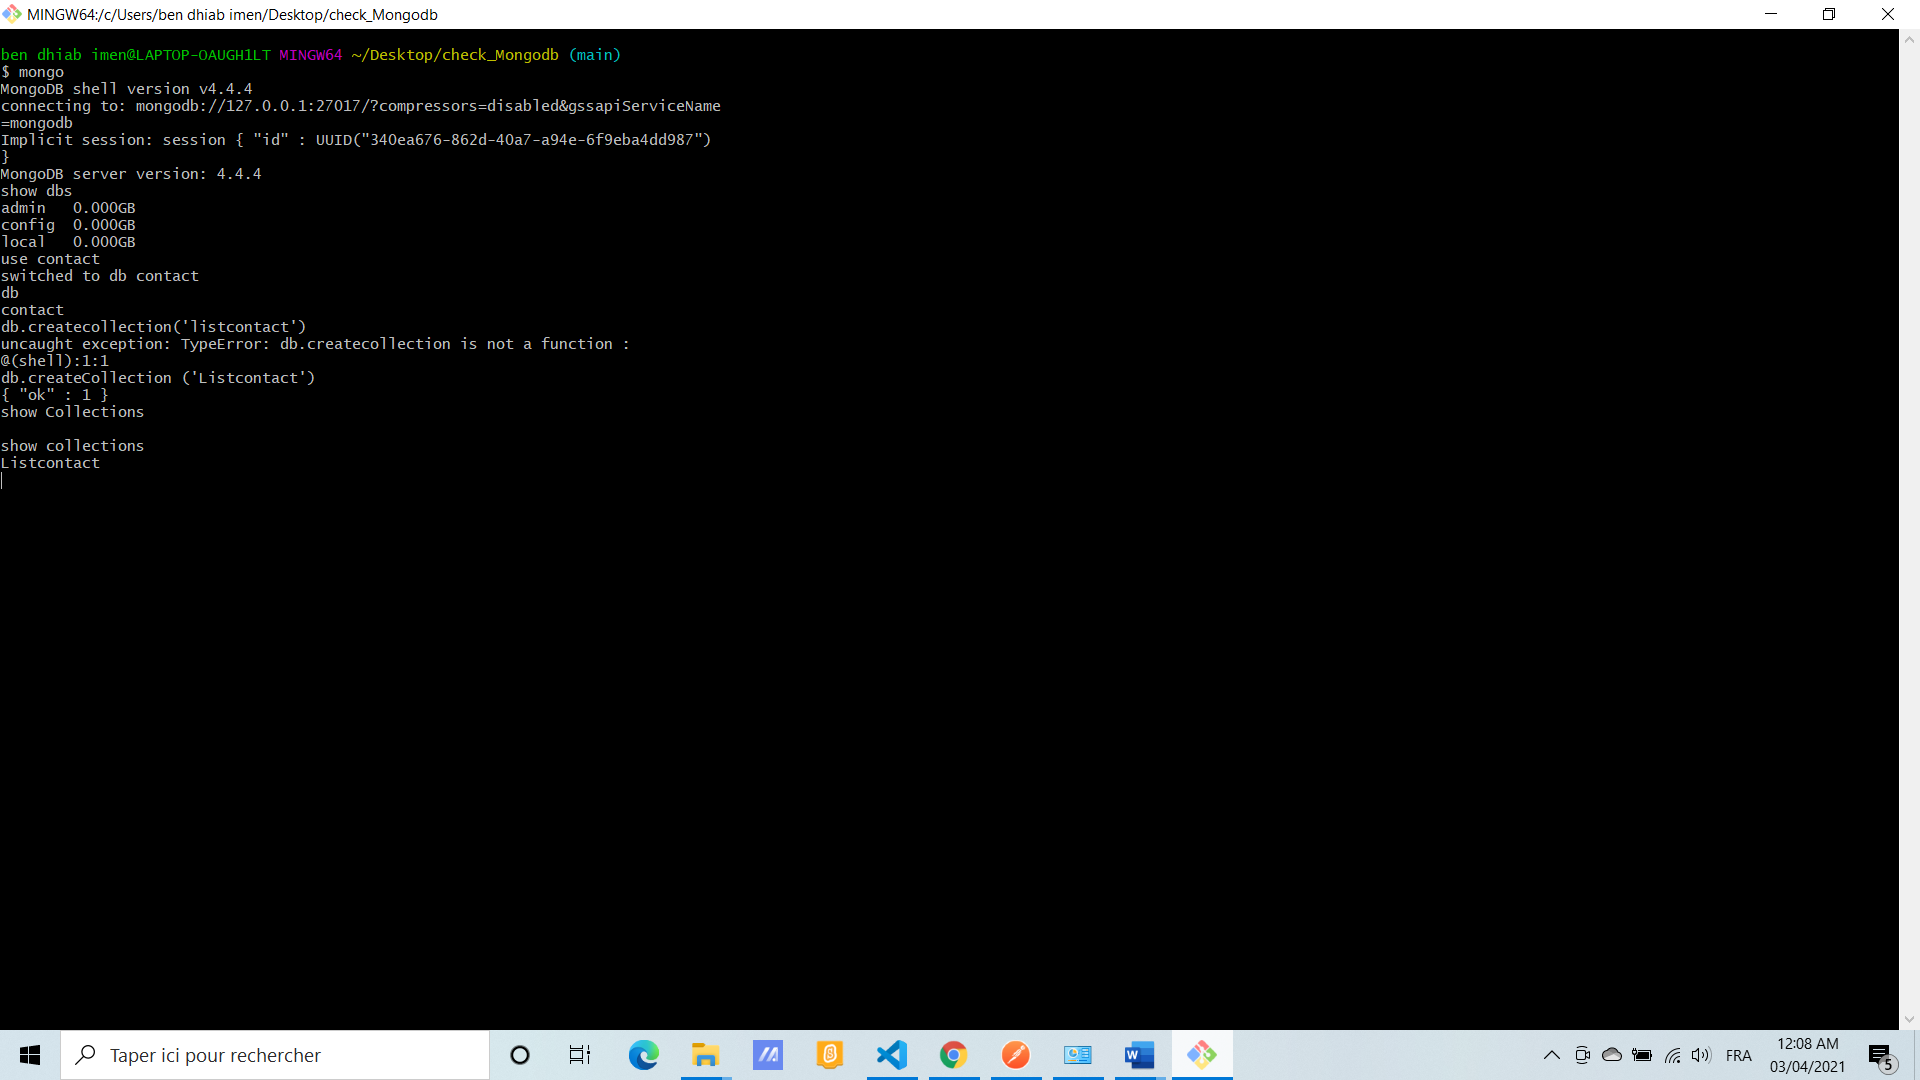 MINGW64:/c/Users/ben dhiab imen/Desktop/check_Mongodb
ben dhiab imen@LAPTOP-OAUGH1LT MINGW64 ~/Desktop/check_Mongodb (main)
$ mongo
MongoDB shell version v4.4.4
connecting to: mongodb://127.0.0.1:27017/?compressors=disabled&gssapiServiceName
=mongodb
Implicit session: session { "id" : UUID("340ea676-862d-40a7-a94e-6f9eba4dd987")
}
MongoDB server version: 4.4.4
show dbs
admin   0.000GB
config  0.000GB
local   0.000GB
use contact
switched to db contact
db
contact
db.createcollection('listcontact')
uncaught exception: TypeError: db.createcollection is not a function :
@(shell):1:1
db.createCollection ('Listcontact')
{ "ok" : 1 }
show Collections
show collections
Listcontact
Taper ici pour rechercher
FRA
12:08 AM
03/04/2021
5